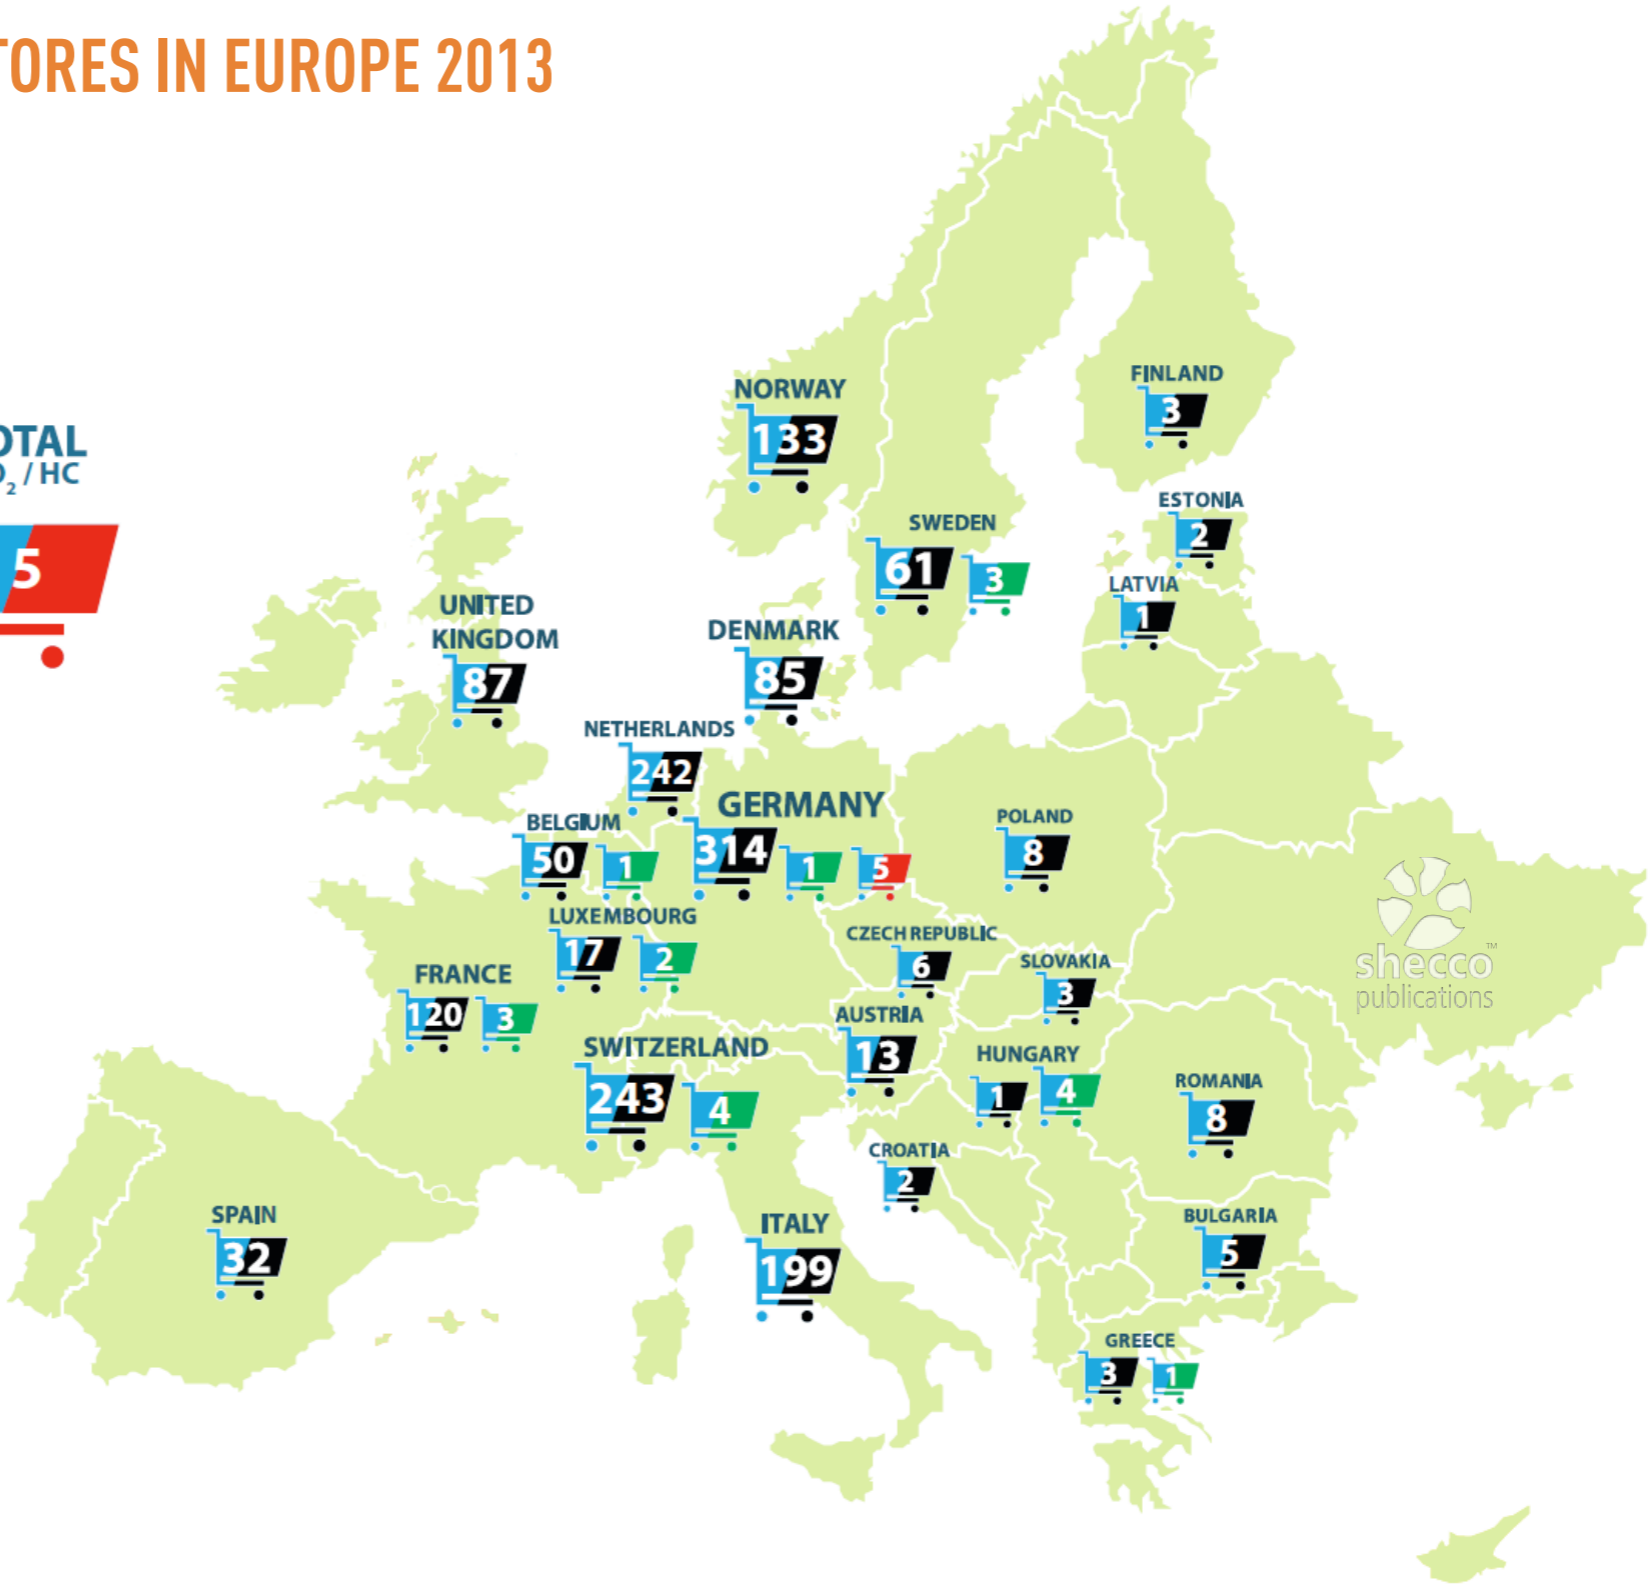 TORES IN EUROPE 2013
OTAL
O2 / HC
5
NORWAY
133
FINLAND
3
SWEDEN
61
3
ESTONIA
2
LATVIA
1
UNITED
KINGDOM
87
DENMARK
85
NETHERLANDS
242
GERMANY
314
1
5
BELGIUM
50
1
POLAND
8
LUXEMBOURG
17
2
CZECH REPUBLIC
6
SLOVAKIA
3
FRANCE
120
3
AUSTRIA
13
SWITZERLAND
243
4
HUNGARY
1
4
ROMANIA
8
CROATIA
2
SPAIN
32
ITALY
199
BULGARIA
5
GREECE
3
1
shecco™
publications